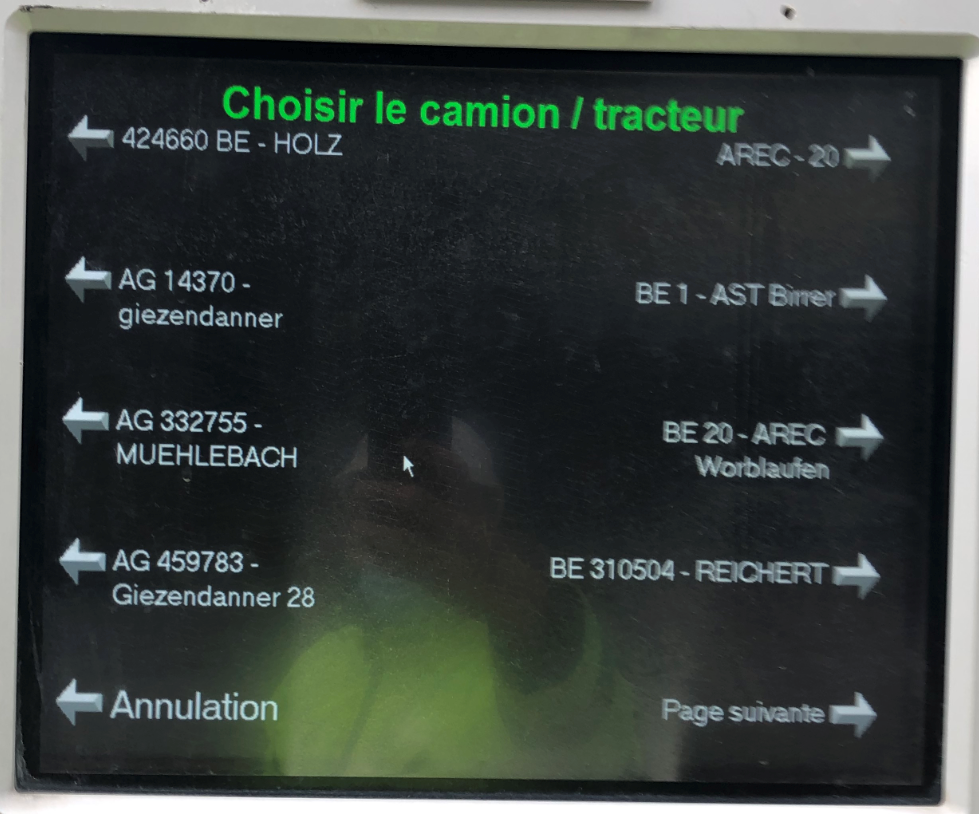 Choisir le camion / tracteur
424660 BE - HOLZ
AREC - 20
AG 14370 -
giezendanner
BE 1 - AST Birrer
AG 332755 -
MUEHLEBACH
BE 20 - AREC
Worblaufen
AG 459783 -
Giezendanner 28
BE 310504 - REICHERT
Annulation
Page suivante